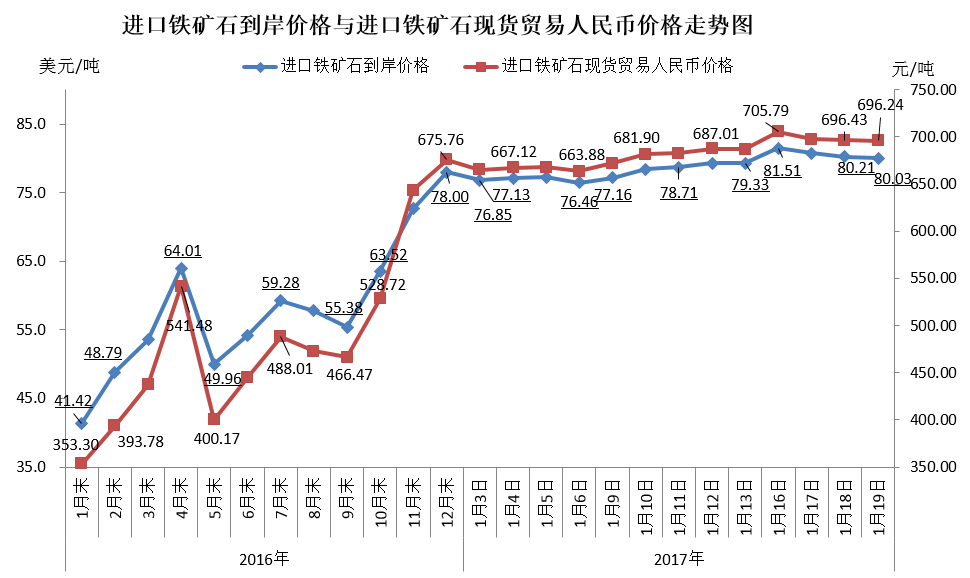 进口铁矿石到岸价格与进口铁矿石现货贸易人民币价格走势图
美元/吨
进口铁矿石到岸价格
进口铁矿石现货贸易人民币价格
元/吨
85.0
75.0
65.0
55.0
45.0
35.0
750.00
700.00
650.00
600.00
550.00
500.00
450.00
400.00
350.00
41.42
48.79
64.01
49.96
59.28
55.38
63.52
78.00
76.85
77.13
76.46
77.16
78.71
79.33
81.51
80.21
80.03
353.30
393.78
541.48
400.17
488.01
466.47
528.72
675.76
667.12
663.88
681.90
687.01
705.79
696.43
696.24
1月末
2月末
3月末
4月末
5月末
6月末
7月末
8月末
9月末
10月末
11月末
12月末
1月3日
1月4日
1月5日
1月6日
1月9日
1月10日
1月11日
1月12日
1月13日
1月16日
1月17日
1月18日
1月19日
2016年
2017年